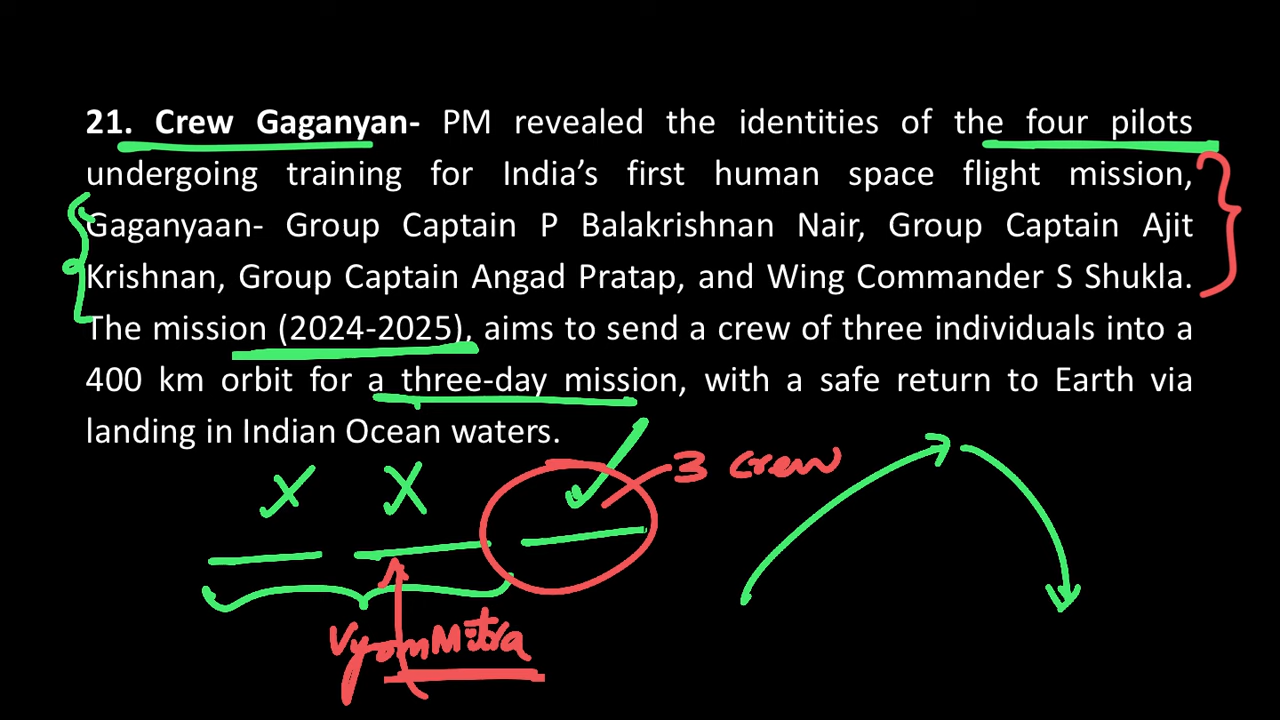 21. Crew Gaganyan- PM revealed the identities of the four pilots
undergoing training for India’s first human space flight mission,
Gaganyaan- Group Captain P Balakrishnan Nair, Group Captain Ajit
Krishnan, Group Captain Angad Pratap, and Wing Commander S Shukla.
The mission (2024-2025), aims to send a crew of three individuals into a
400 km orbit for a three-day mission, with a safe return to Earth via
landing in Indian Ocean waters.
3 crew
VyomMitra